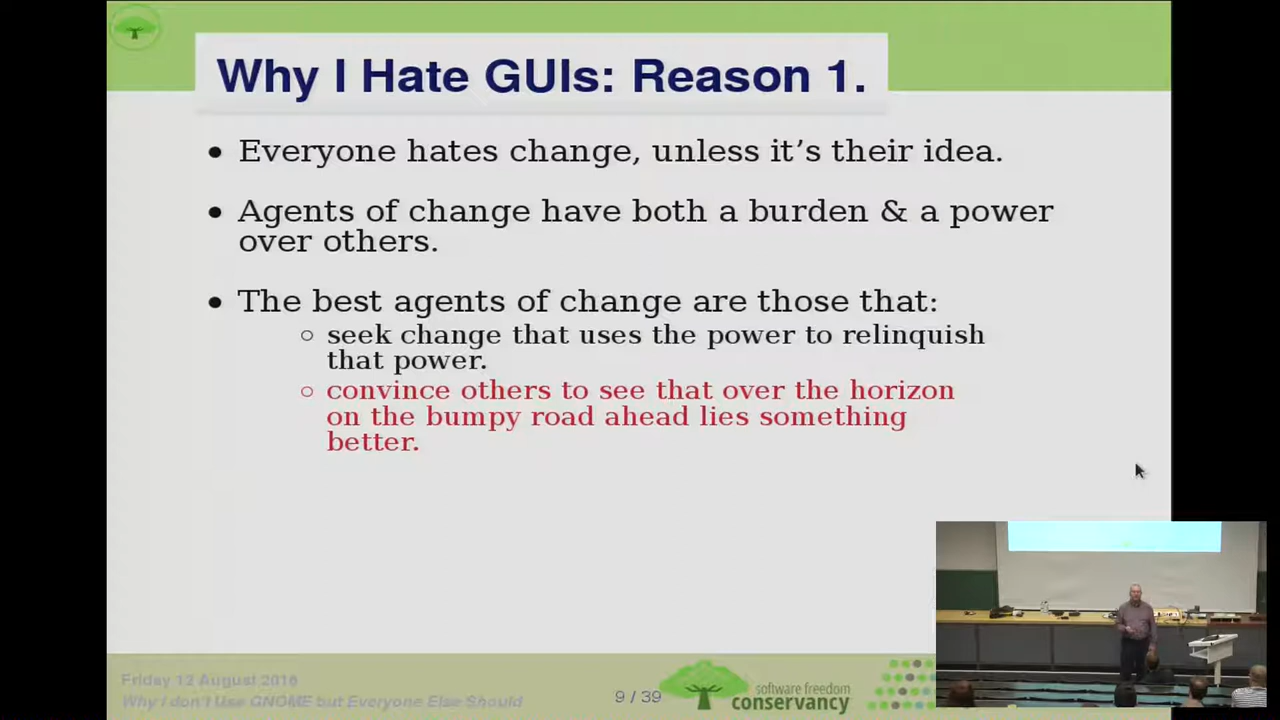 Why I Hate GUIs: Reason 1.
• Everyone hates change, unless it’s their idea.
• Agents of change have both a burden & a power
over others.
• The best agents of change are those that:
○ seek change that uses the power to relinquish
that power.
○ convince others to see that over the horizon
on the bumpy road ahead lies something
better.
Friday 12 August 2016
Why I don't Use GNOME but Everyone Else Should
9 / 39
software freedom
conservancy